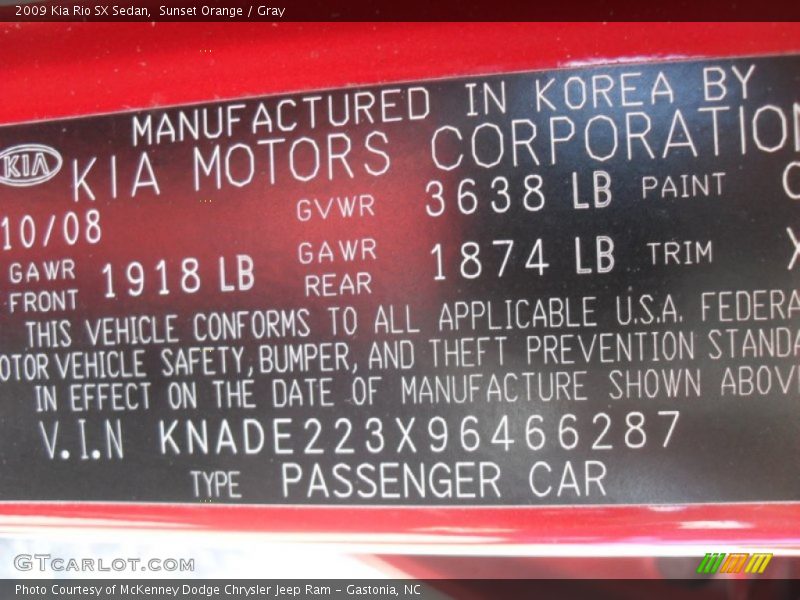 2009 Kia Rio SX Sedan, Sunset Orange / Gray
MANUFACTURED IN KOREA BY
KIA KIA MOTORS CORPORATION
10/08 GVWR 3638 LB PAINT
GAWR FRONT 1918 LB GAWR REAR 1874 LB TRIM X
THIS VEHICLE CONFORMS TO ALL APPLICABLE U.S.A. FEDERA
OTOR VEHICLE SAFETY, BUMPER, AND THEFT PREVENTION STANDA
IN EFFECT ON THE DATE OF MANUFACTURE SHOWN ABOV
V.I.N KNADE223X96466287
TYPE PASSENGER CAR
GTCARLOT.COM
Photo Courtesy of McKenney Dodge Chrysler Jeep Ram - Gastonia, NC